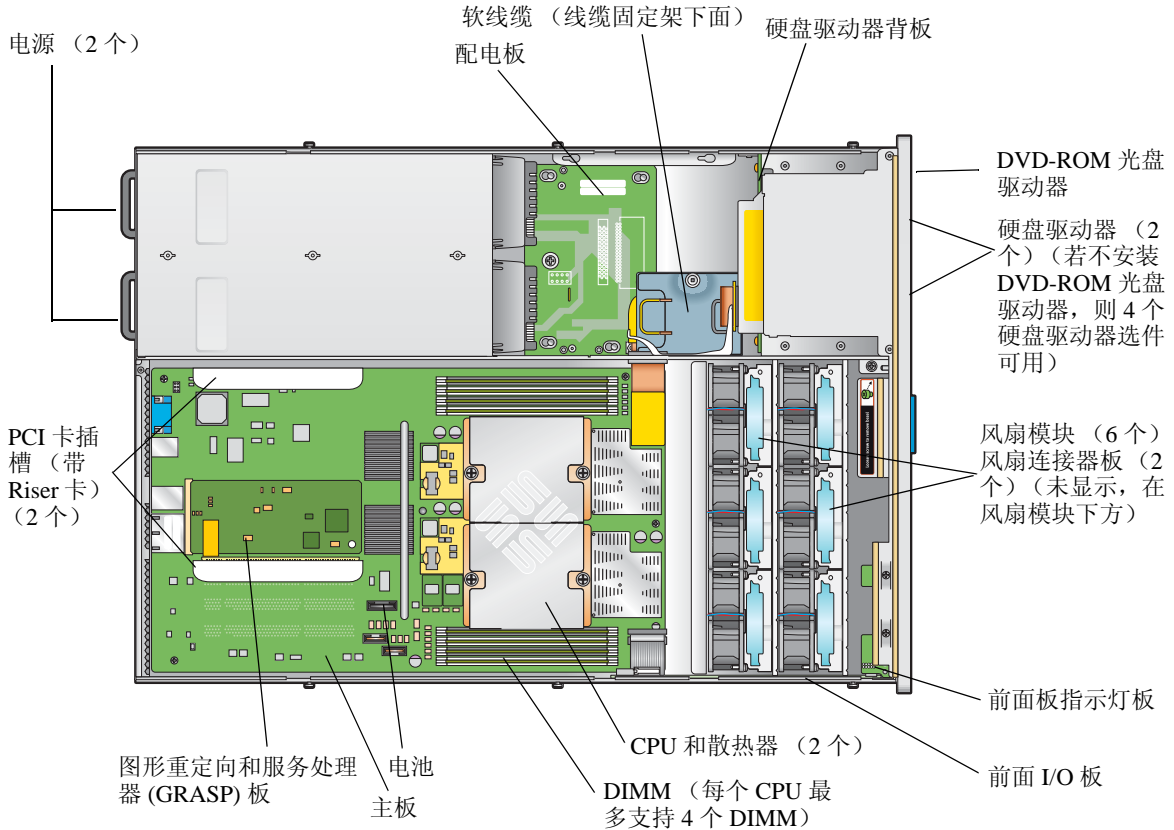 软线缆 （线缆固定架下面）
硬盘驱动器背板
电源 （2 个）
配电板
DVD-ROM 光盘
驱动器
硬盘驱动器 （2
个）（若不安装
DVD-ROM 光盘
驱动器，则 4 个
硬盘驱动器选件
可用）
PCI 卡插
槽 （带
Riser 卡）
（2 个）
风扇模块 （6 个）
风扇连接器板 （2
个）（未显示，在
风扇模块下方）
前面板指示灯板
CPU 和散热器 （2 个）
图形重定向和服务处理
器 (GRASP) 板
电池
主板
DIMM （每个 CPU 最
多支持 4 个 DIMM）
前面 I/O 板